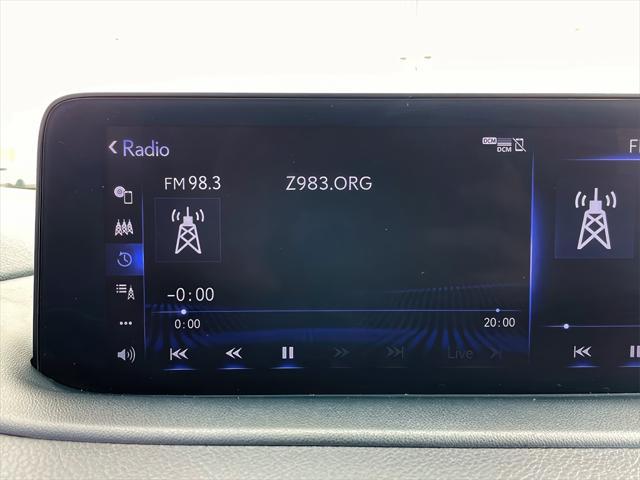 Radio
DCM
DCM
F
FM 98.3
Z983.ORG
-0:00
0:00
20:00
Live